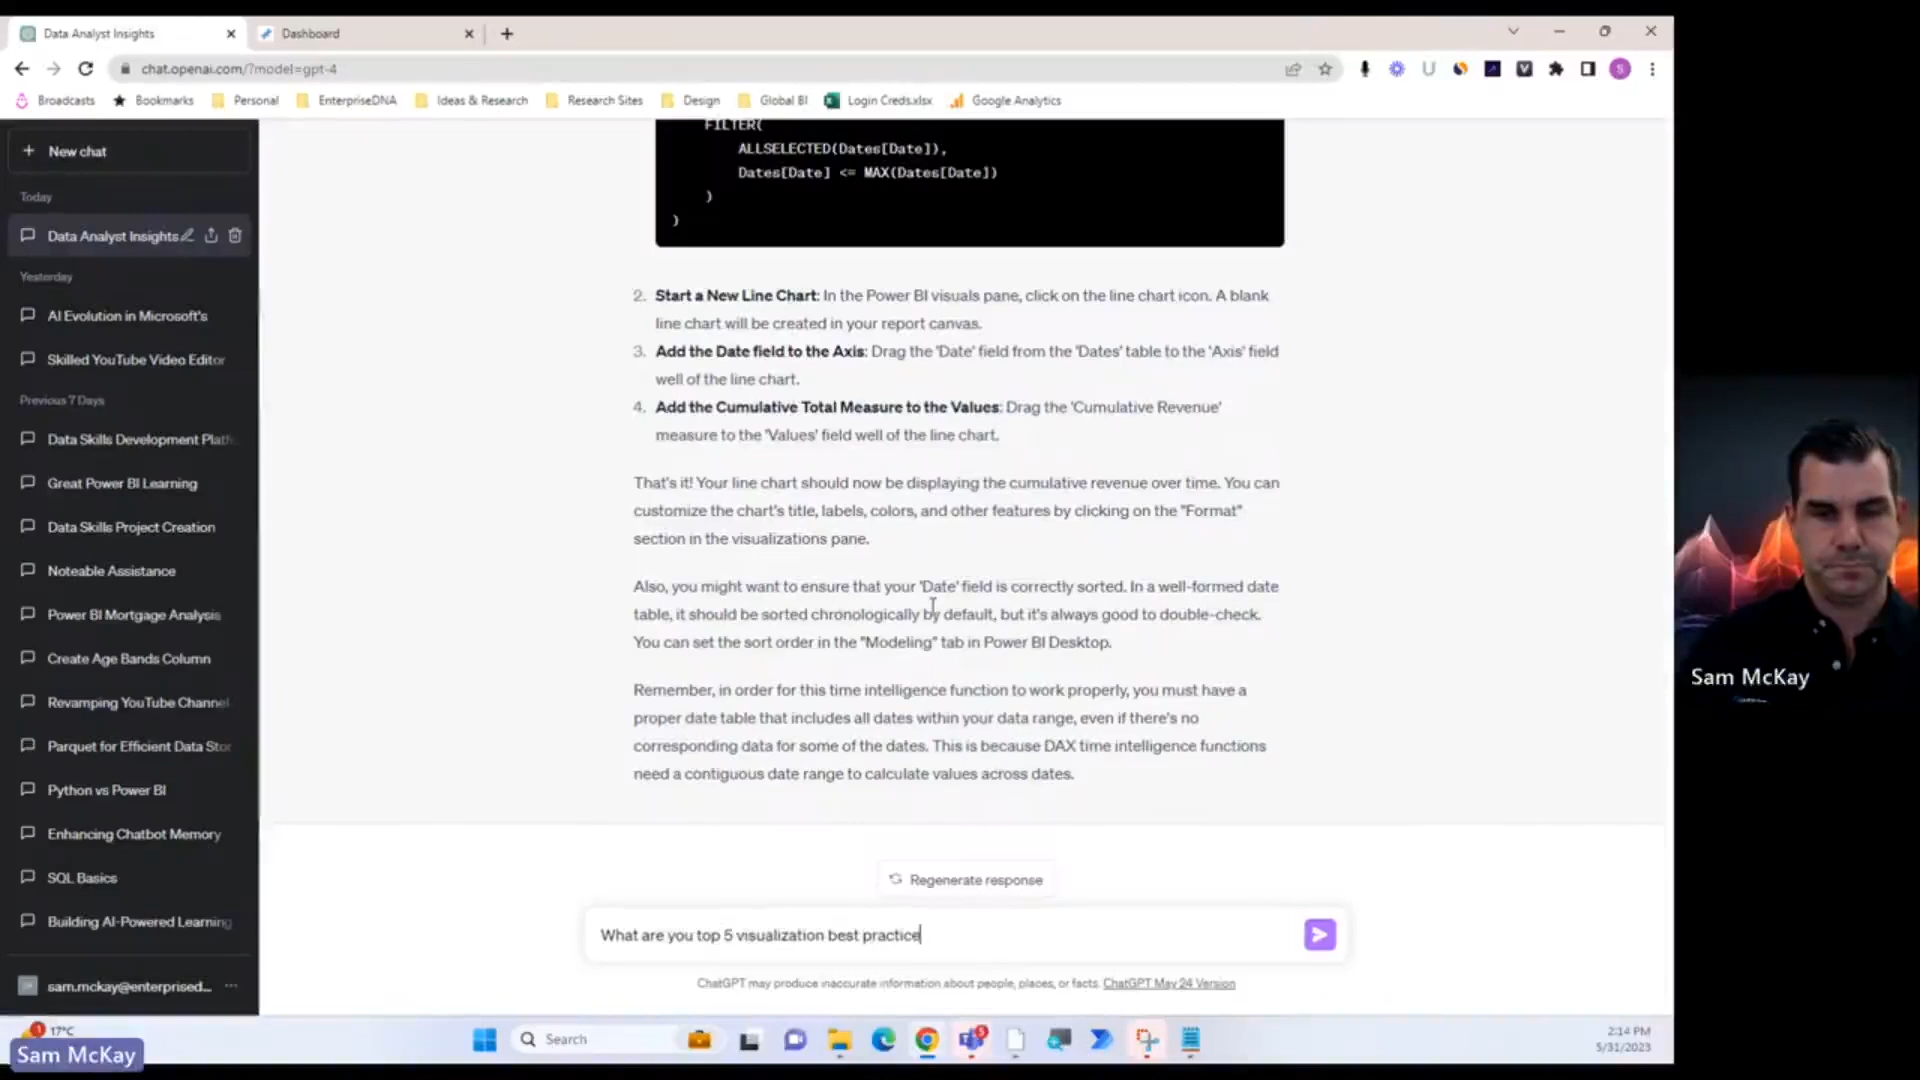 Data Analyst Insights
Dashboard
chat.openai.com/?model=gpt-4
S
Broadcasts
Bookmarks
Personal
EnterpriseDNA
Ideas & Research
Research Sites
Design
Global BI
Login Creds.xlsx
Google Analytics
+ New chat
Today
Data Analyst Insights
Yesterday
AI Evolution in Microsoft's
Skilled YouTube Video Editor
Previous 7 Days
Data Skills Development Platf
Great Power BI Learning
Data Skills Project Creation
Noteable Assistance
Power BI Mortgage Analysis
Create Age Bands Column
Revamping YouTube Channel
Parquet for Efficient Data Stor
Python vs Power BI
Enhancing Chatbot Memory
SQL Basics
Building AI-Powered Learning
sam.mckay@enterprised...
FILTER(
ALLSELECTED(Dates[Date]),
Dates[Date] <= MAX(Dates[Date])
)
)
2. Start a New Line Chart: In the Power BI visuals pane, click on the line chart icon. A blank
line chart will be created in your report canvas.
3. Add the Date field to the Axis: Drag the 'Date' field from the 'Dates' table to the 'Axis' field
well of the line chart.
4. Add the Cumulative Total Measure to the Values: Drag the 'Cumulative Revenue'
measure to the 'Values' field well of the line chart.
That's it! Your line chart should now be displaying the cumulative revenue over time. You can
customize the chart's title, labels, colors, and other features by clicking on the "Format"
section in the visualizations pane.
Also, you might want to ensure that your 'Date' field is correctly sorted. In a well-formed date
table, it should be sorted chronologically by default, but it's always good to double-check.
You can set the sort order in the "Modeling" tab in Power BI Desktop.
Remember, in order for this time intelligence function to work properly, you must have a
proper date table that includes all dates within your data range, even if there's no
corresponding data for some of the dates. This is because DAX time intelligence functions
need a contiguous date range to calculate values across dates.
Regenerate response
What are you top 5 visualization best practice
ChatGPT may produce inaccurate information about people, places, or facts. ChatGPT May 24 Version
Sam McKay
1
17°C
Search
5
2:14 PM
5/31/2023
Sam McKay